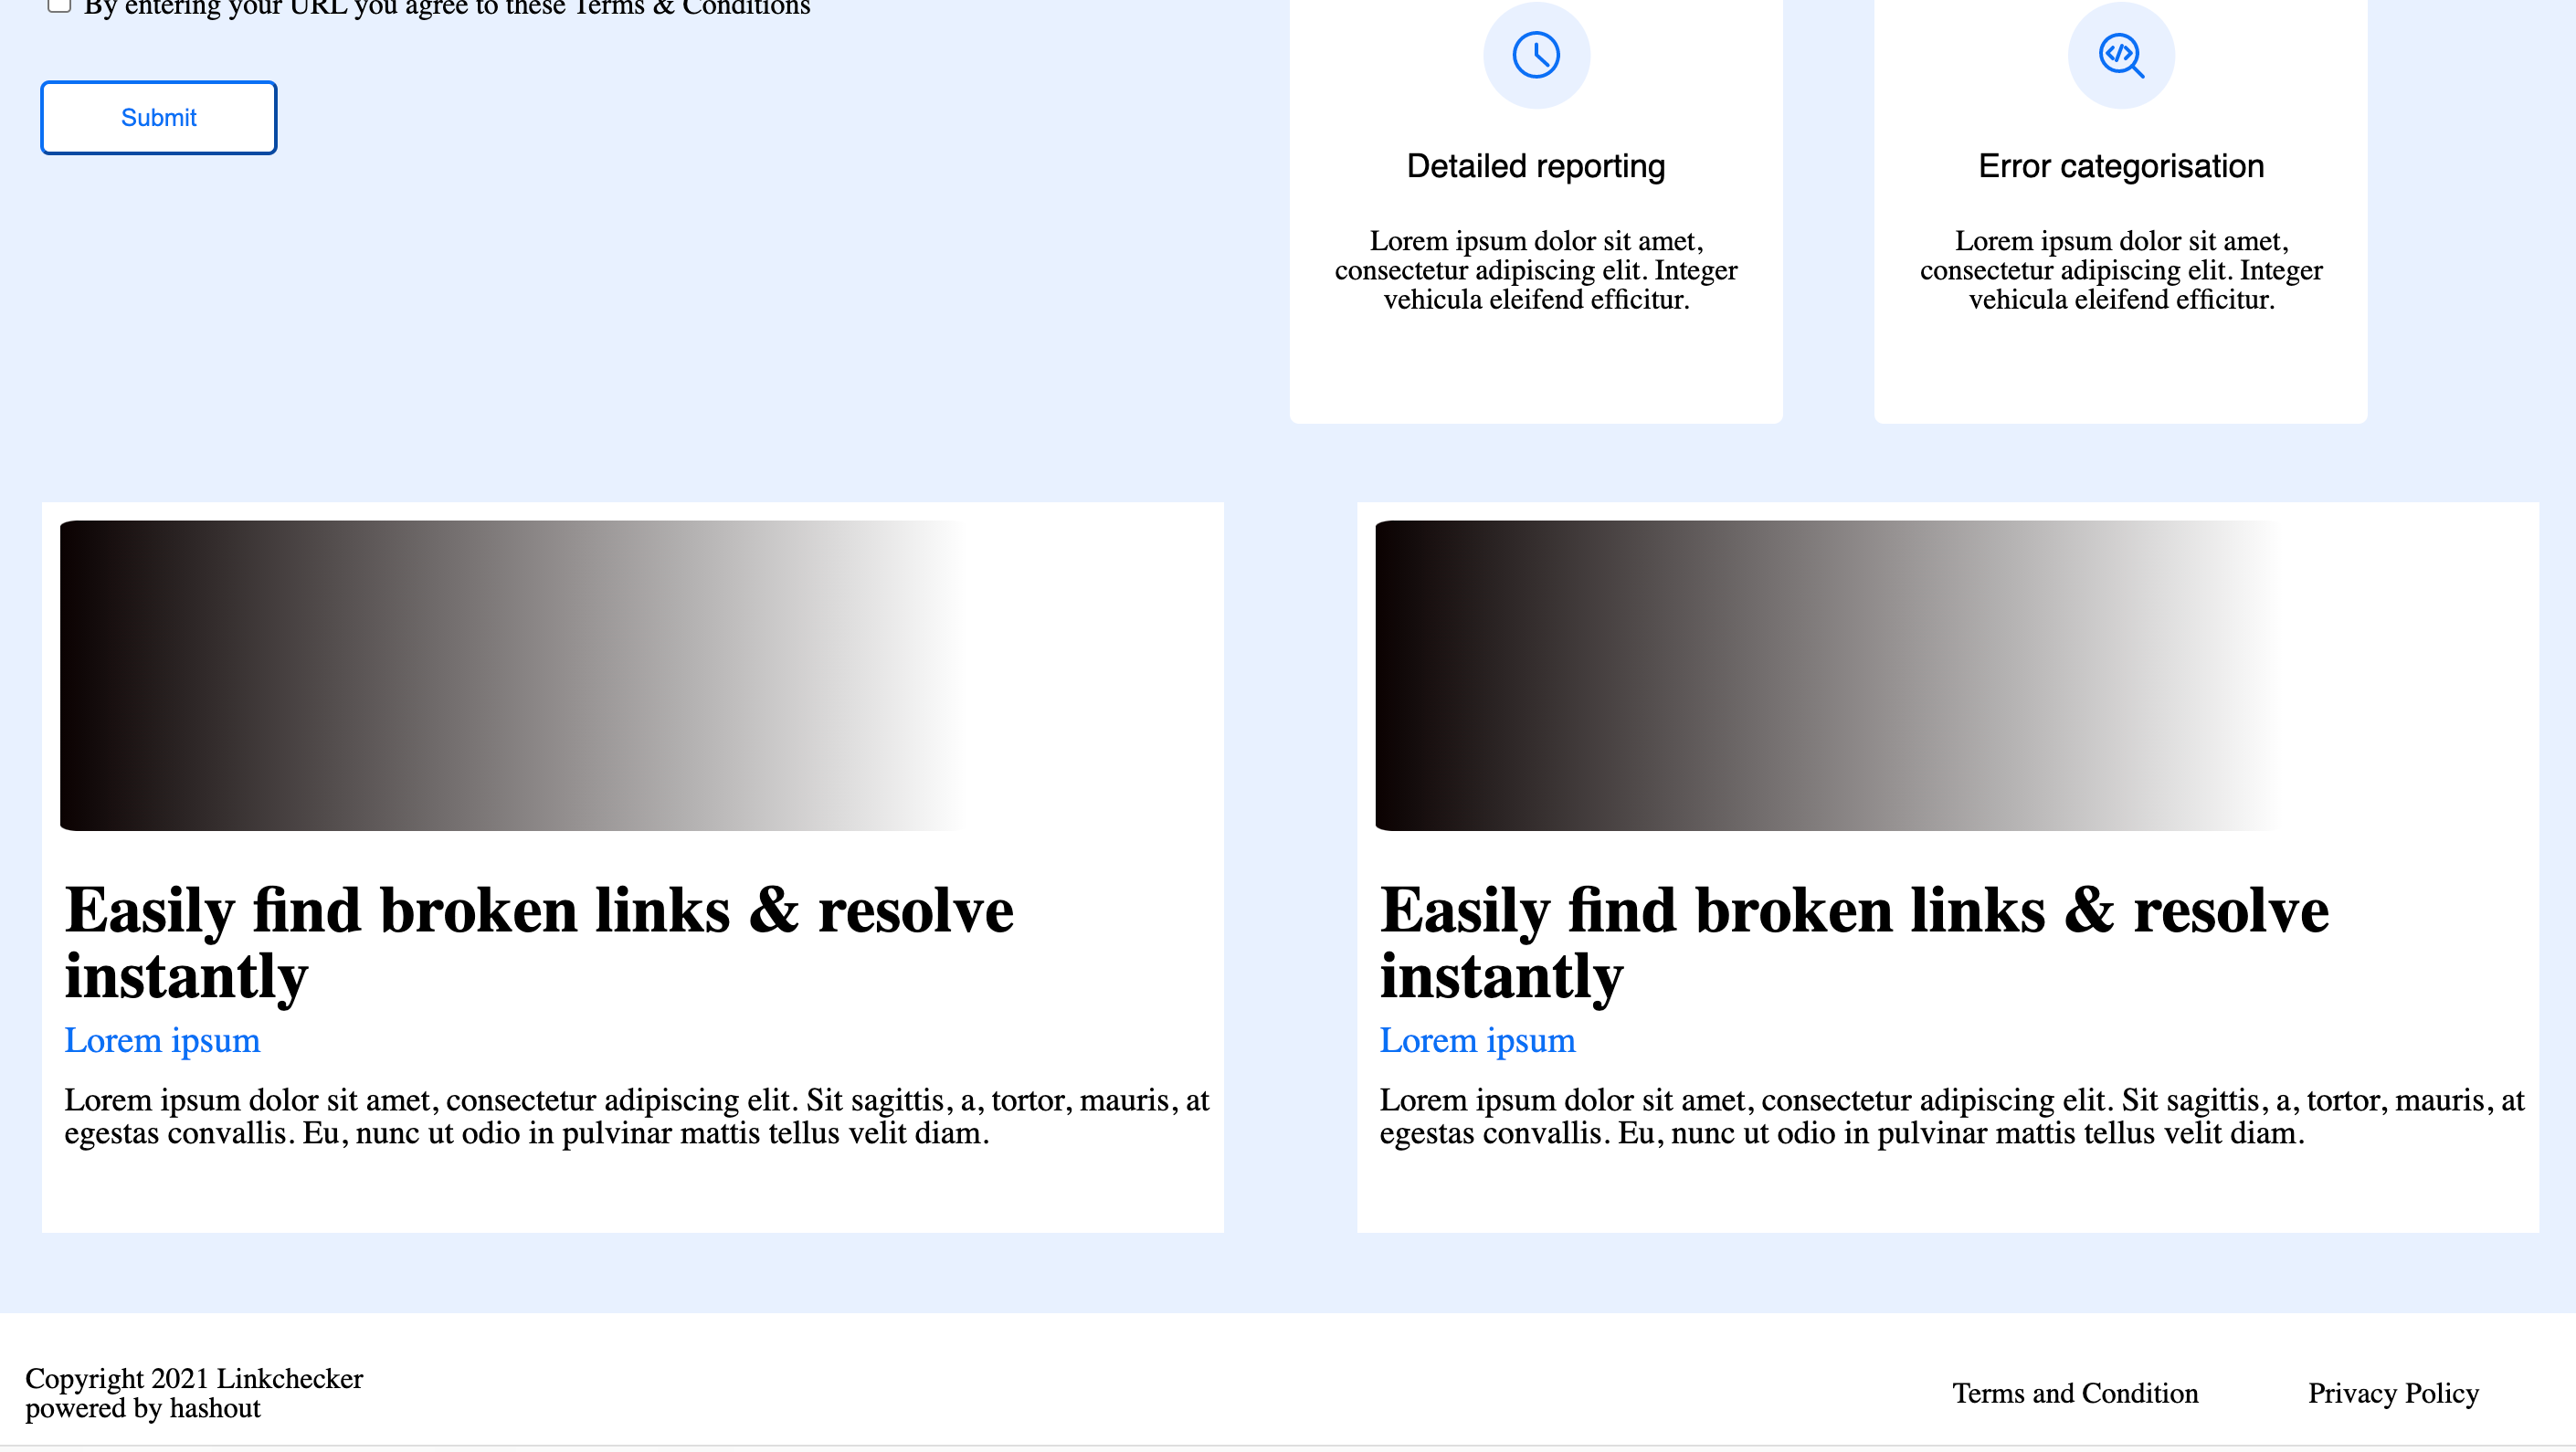 By entering your URL you agree to these Terms & Conditions
Submit
Detailed reporting
Lorem ipsum dolor sit amet,
consectetur adipiscing elit. Integer
vehicula eleifend efficitur.
Error categorisation
Lorem ipsum dolor sit amet,
consectetur adipiscing elit. Integer
vehicula eleifend efficitur.
Easily find broken links & resolve
instantly
Lorem ipsum
Lorem ipsum dolor sit amet, consectetur adipiscing elit. Sit sagittis, a, tortor, mauris, at
egestas convallis. Eu, nunc ut odio in pulvinar mattis tellus velit diam.
Easily find broken links & resolve
instantly
Lorem ipsum
Lorem ipsum dolor sit amet, consectetur adipiscing elit. Sit sagittis, a, tortor, mauris, at
egestas convallis. Eu, nunc ut odio in pulvinar mattis tellus velit diam.
Copyright 2021 Linkchecker
powered by hashout
Terms and Condition
Privacy Policy